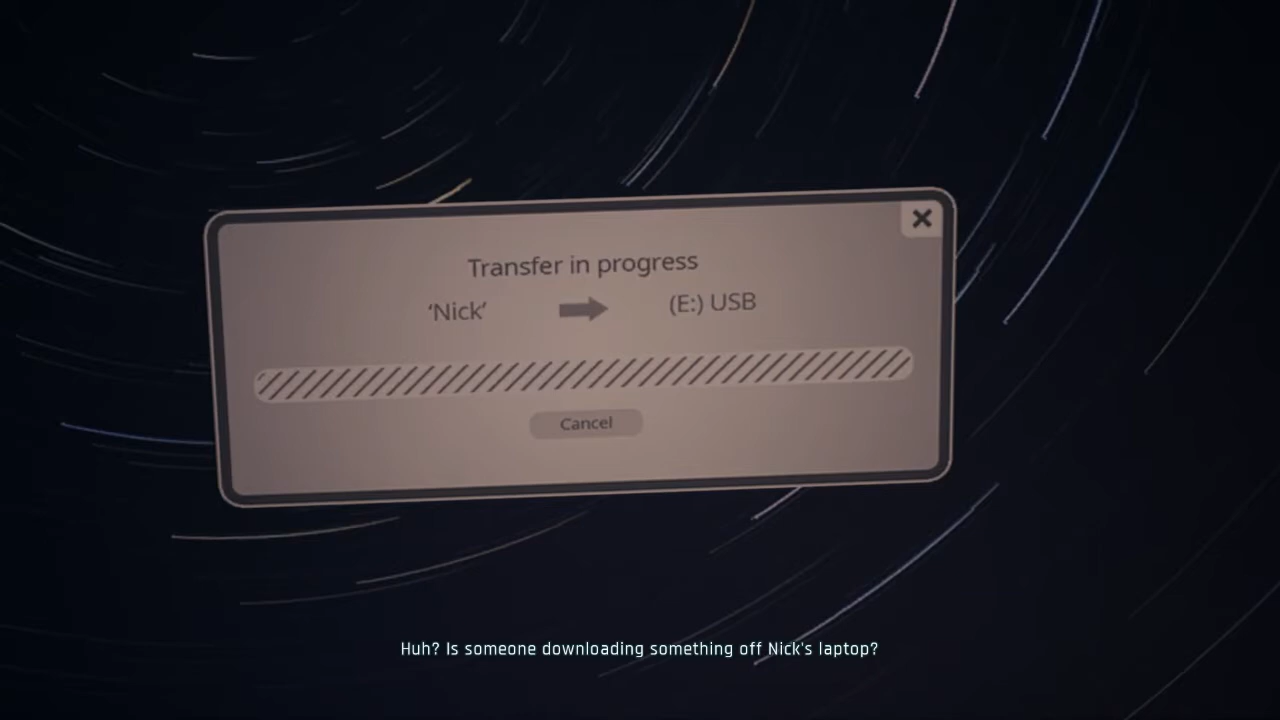 Transfer in progress
‘Nick’ (E:) USB
Cancel
Huh? Is someone downloading something off Nick's laptop?